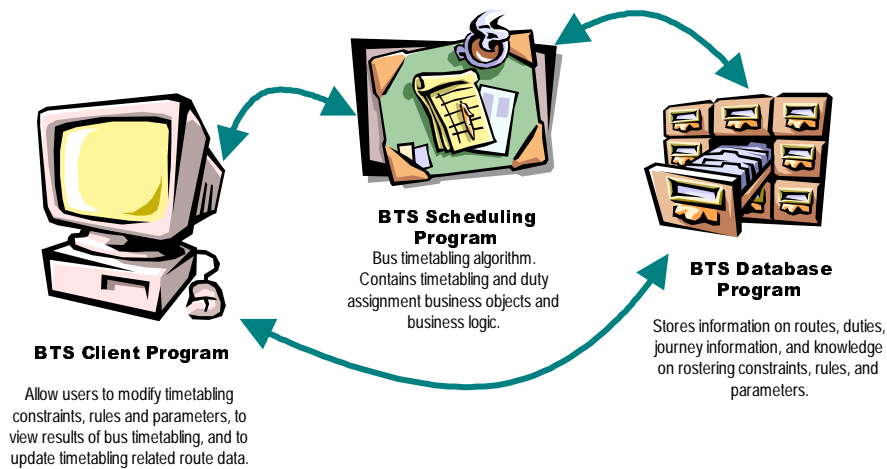 BTS Scheduling
Program
Bus timetabling algorithm.
Contains timetabling and duty
assignment business objects and
business logic.
BTS Database
Program
Stores information on routes, duties,
journey information, and knowledge
on rostering constraints, rules, and
parameters.
BTS Client Program
Allow users to modify timetabling
constraints, rules and parameters, to
view results of bus timetabling, and to
update timetabling related route data.